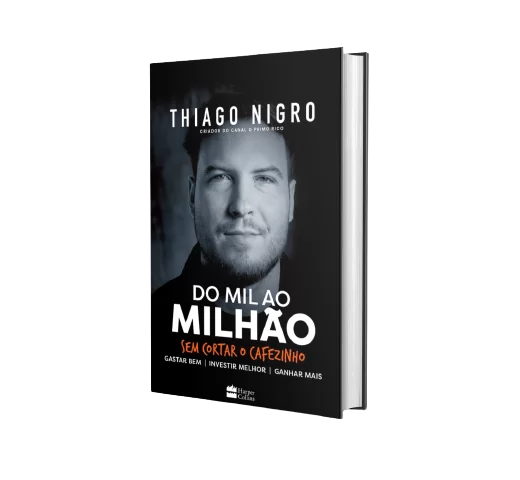 THIAGO NIGRO
CRIADOR DO CANAL O PRIMO RICO
DO MIL AO
MILHÃO
SEM CORTAR O CAFEZINHO
GASTAR BEM | INVESTIR MELHOR | GANHAR MAIS
Harper
Collins